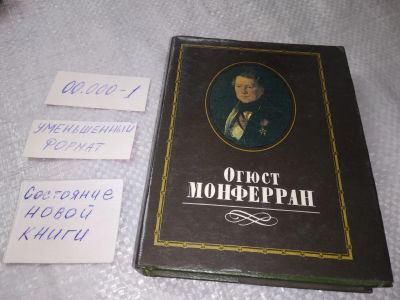 00.000-1
УМЕНЬШЕННЫЙ
ФОРМАТ
Состояние
НОВОЙ
КНИГИ
ОГЮСТ
МОНФЕРРАН